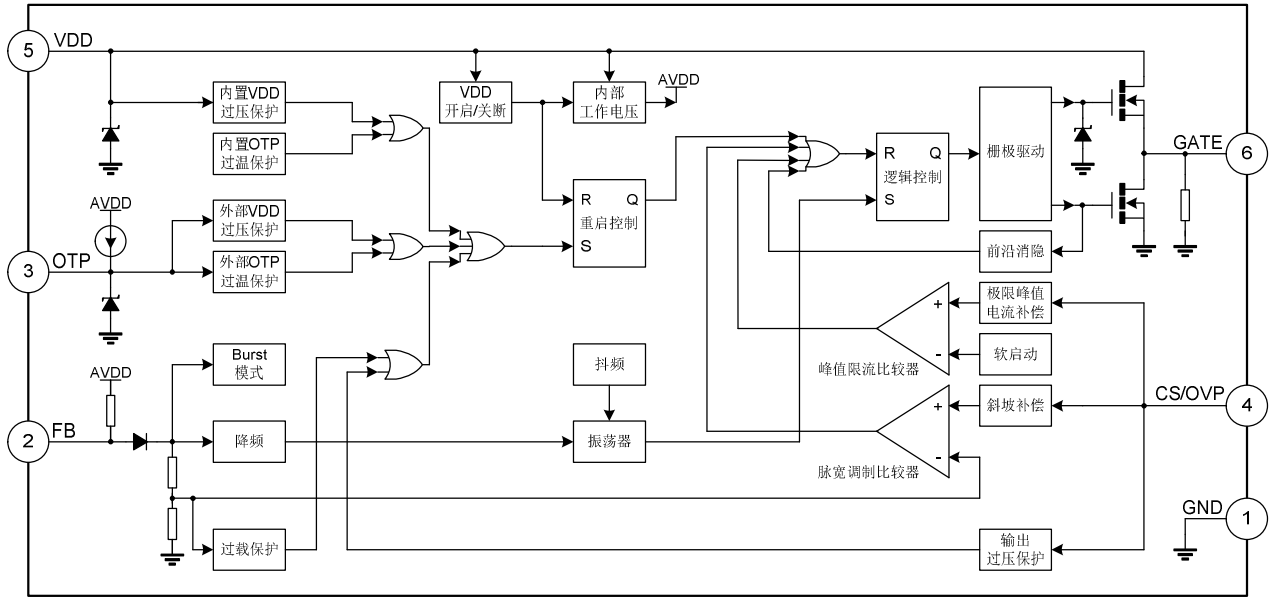 5
VDD
内置VDD
过压保护
内置OTP
过温保护
VDD
开启/关断
内部
工作电压
AVDD
R
Q
重启控制
S
R
Q
逻辑控制
S
栅极驱动
GATE
6
前沿消隐
AVDD
3
OTP
外部VDD
过压保护
外部OTP
过温保护
极限峰值
电流补偿
软启动
+
-
峰值限流比较器
Burst
模式
抖频
AVDD
2
FB
降频
振荡器
+
-
脉宽调制比较器
斜坡补偿
CS/OVP
4
过载保护
输出
过压保护
GND
1